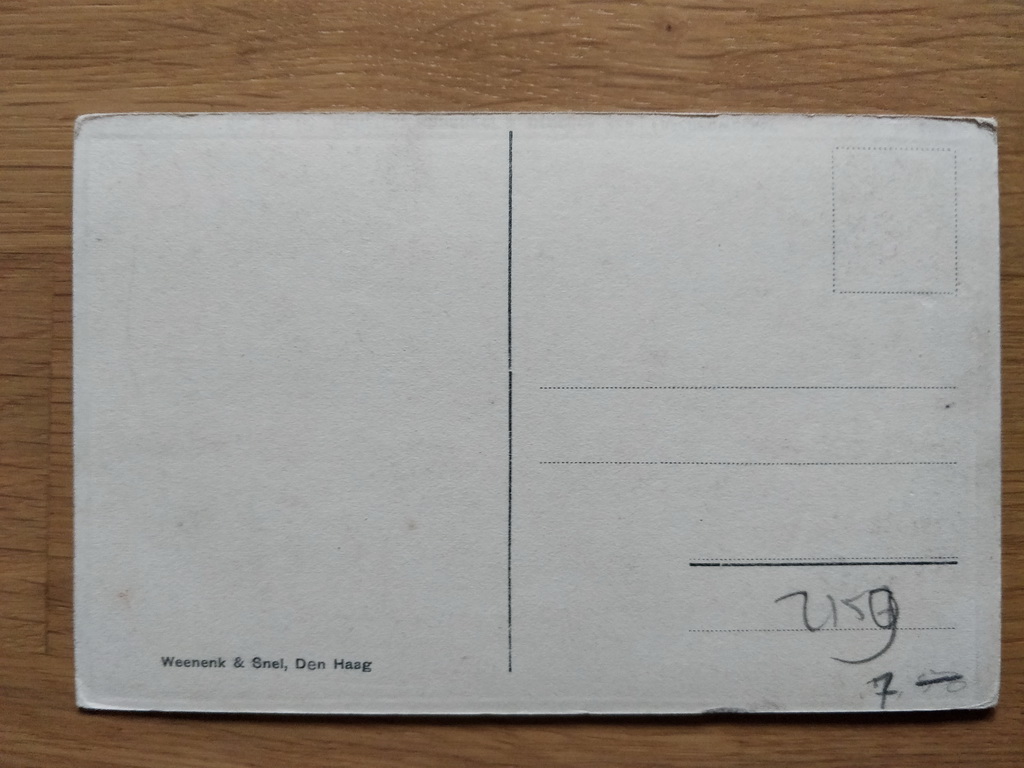 Weenenk & Snel, Den Haag
7 —